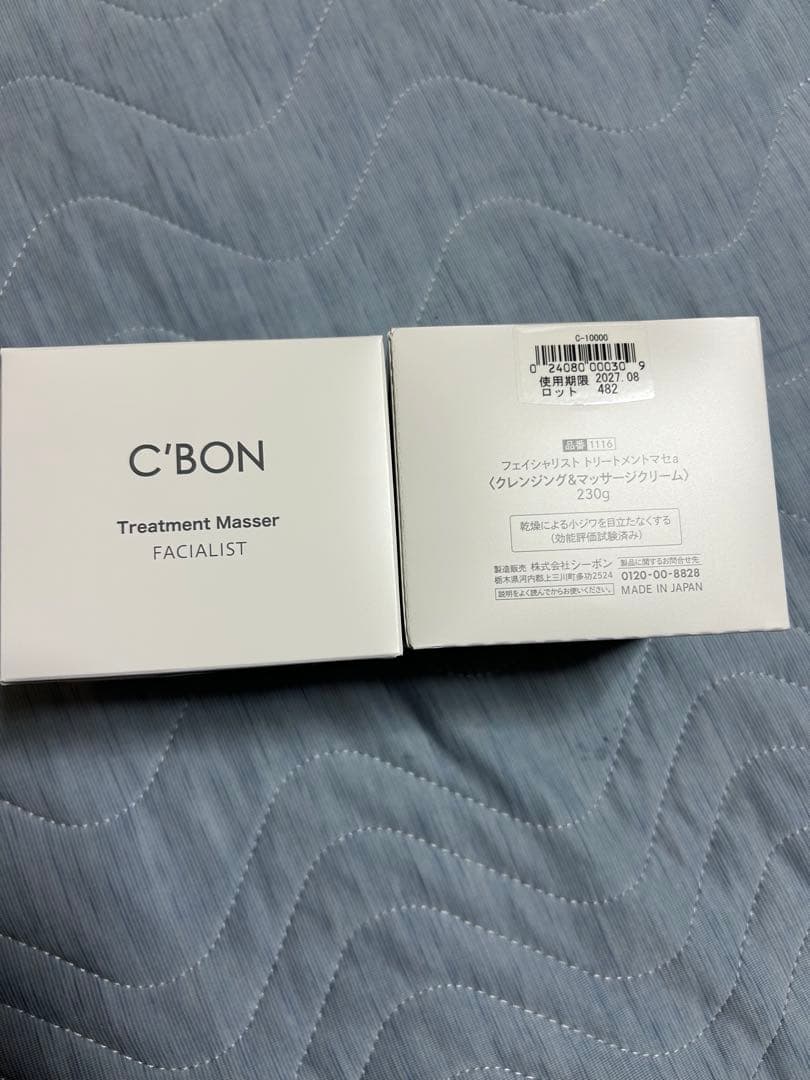 C'BON
Treatment Masser
FACIALIST
C-10000
0 24080 00030 9
使用期限 2027.08
ロット 482
品番 1116
フェイシャリスト トリートメントマセa
〈クレンジング&マッサージクリーム〉
230g
乾燥による小ジワを目立たなくする
(効能評価試験済み)
製造販売 株式会社シーボン
栃木県河内郡上三川町多功2524
説明をよく読んでからお使いください。
製品に関するお問合せ先
0120-00-8828
MADE IN JAPAN